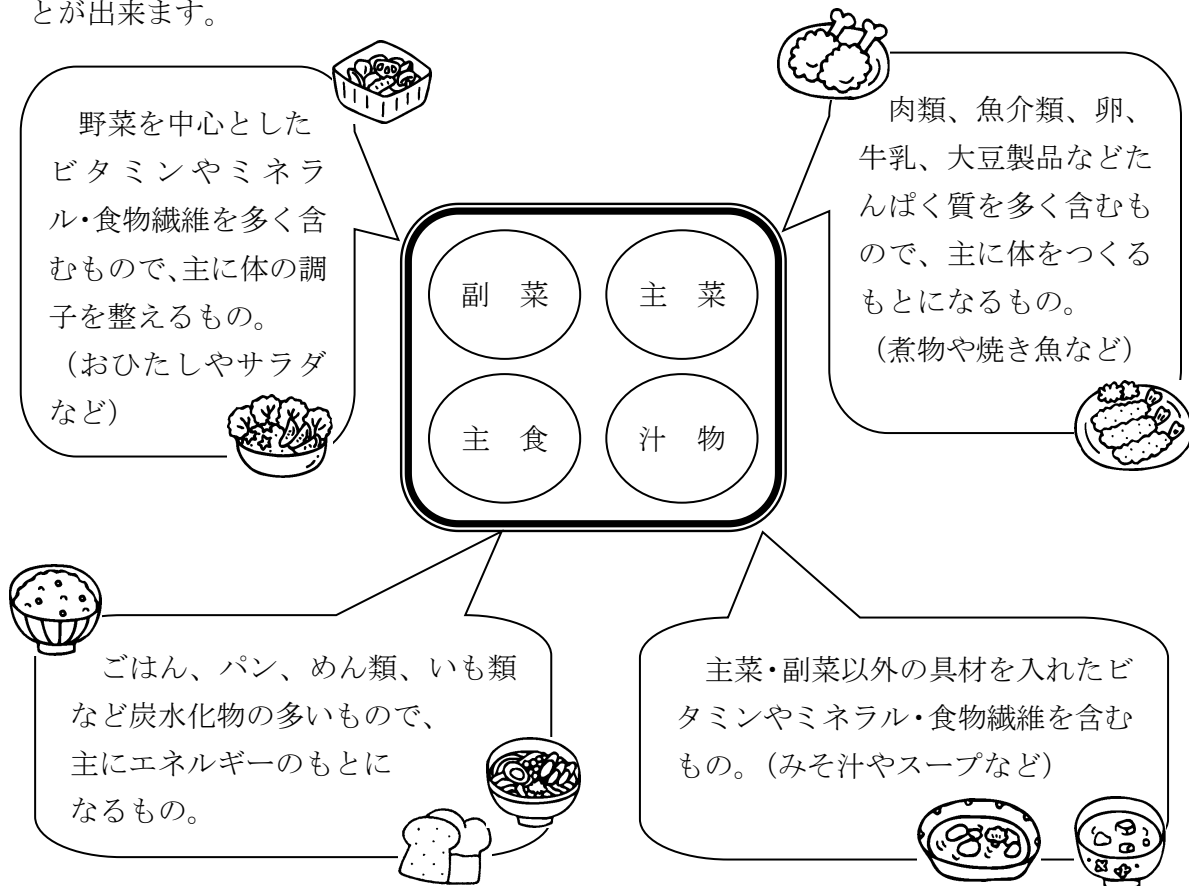 とが出来ます。
野菜を中心とした
ビタミンやミネラ
ル・食物繊維を多く含
むもので、主に体の調
子を整えるもの。
（おひたしやサラダ
など）
肉類、魚介類、卵、
牛乳、大豆製品などた
んぱく質を多く含むも
ので、主に体をつくる
もとになるもの。
（煮物や焼き魚など）
副 菜
主 菜
主 食
汁 物
ごはん、パン、めん類、いも類
など炭水化物の多いもので、
主にエネルギーのもとに
なるもの。
主菜・副菜以外の具材を入れたビ
タミンやミネラル・食物繊維を含む
もの。（みそ汁やスープなど）